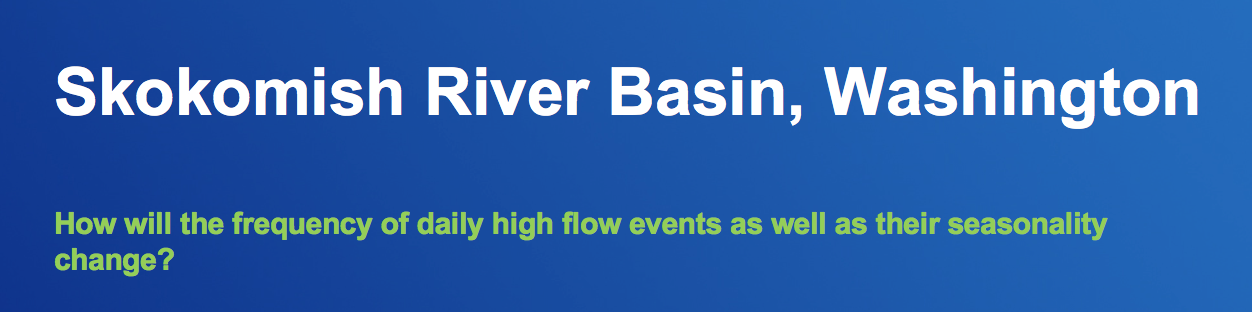 Skokomish River Basin, Washington
How will the frequency of daily high flow events as well as their seasonality
change?